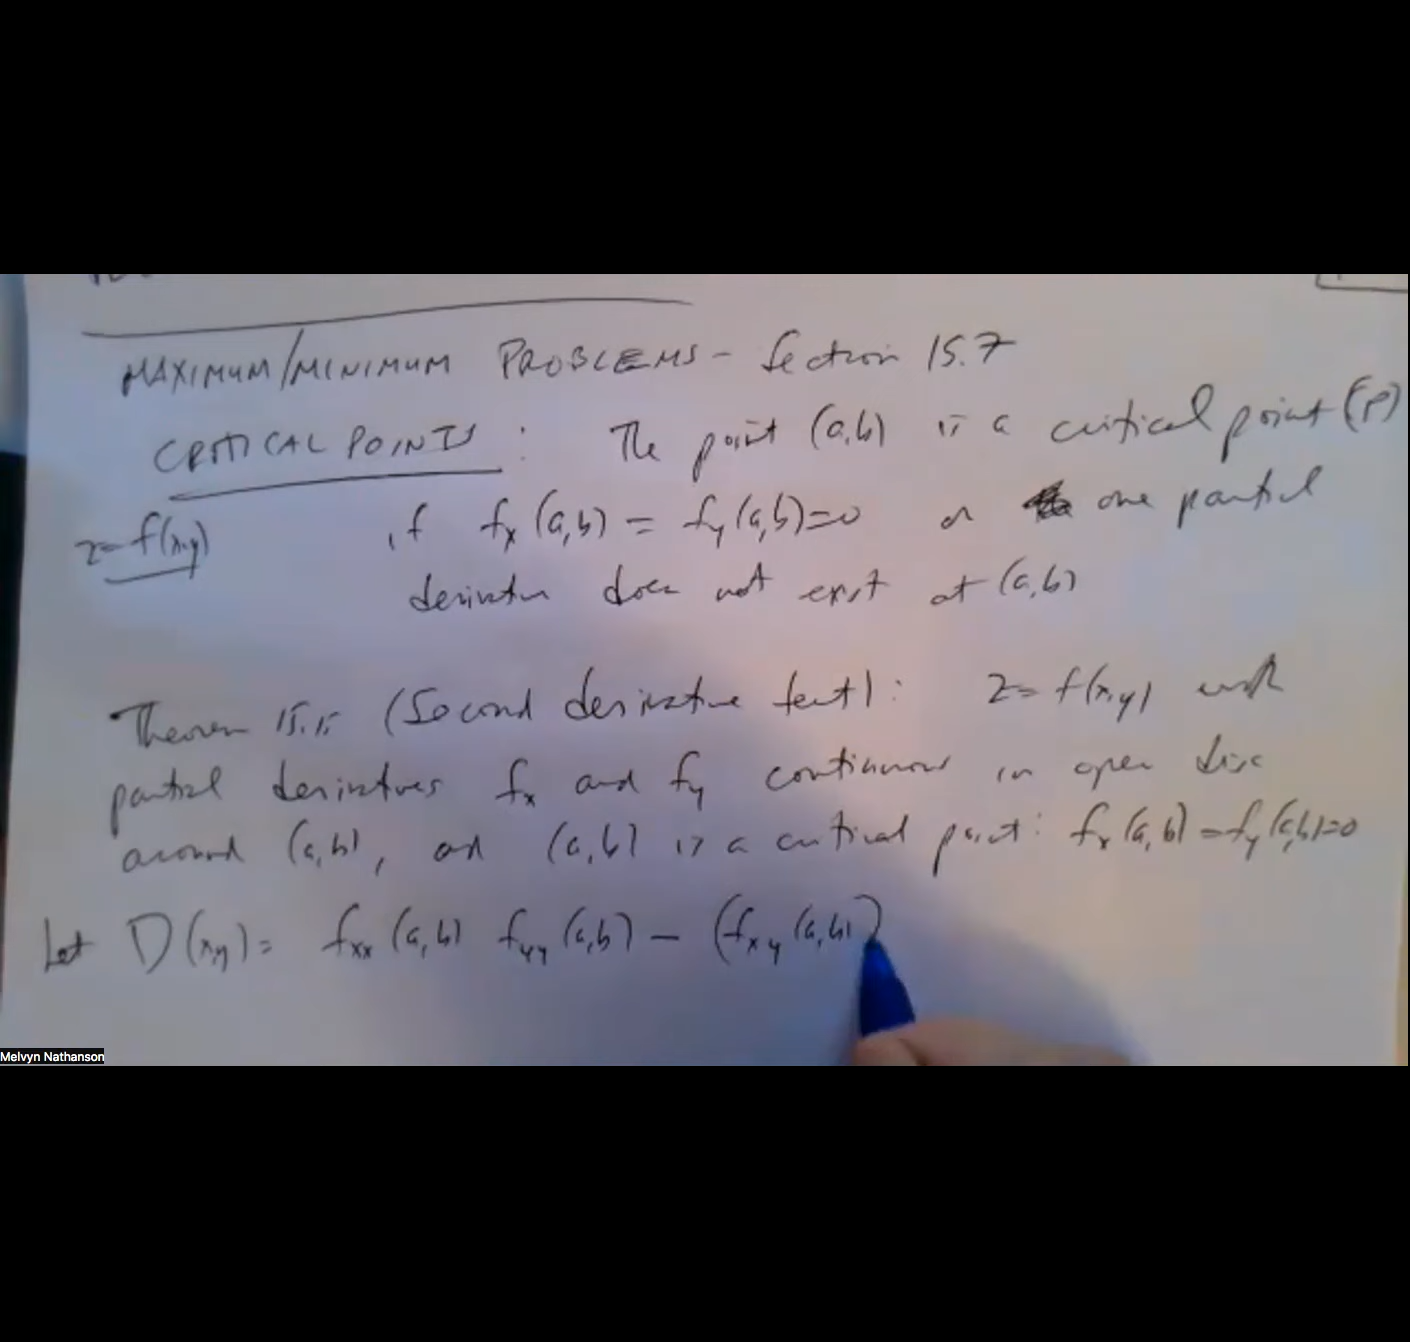 MAXIMUM/MINIMUM PROBLEMS - Section 15.7
CRITICAL POINTS : The point (a,b) is a critical point (CP)
z=f(x,y) if fx(a,b) = fy(a,b)=0 or one partial
derivative does not exist at (a,b)
Theorem 15.15 (Second derivative test): z=f(x,y) with
partial derivatives fx and fy continuous in open disc
around (a,b), and (a,b) is a critical point: fx(a,b)=fy(a,b)=0
Let D(x,y)= fxx(a,b) fyy(a,b) - (fxy(a,b))
Melvyn Nathanson